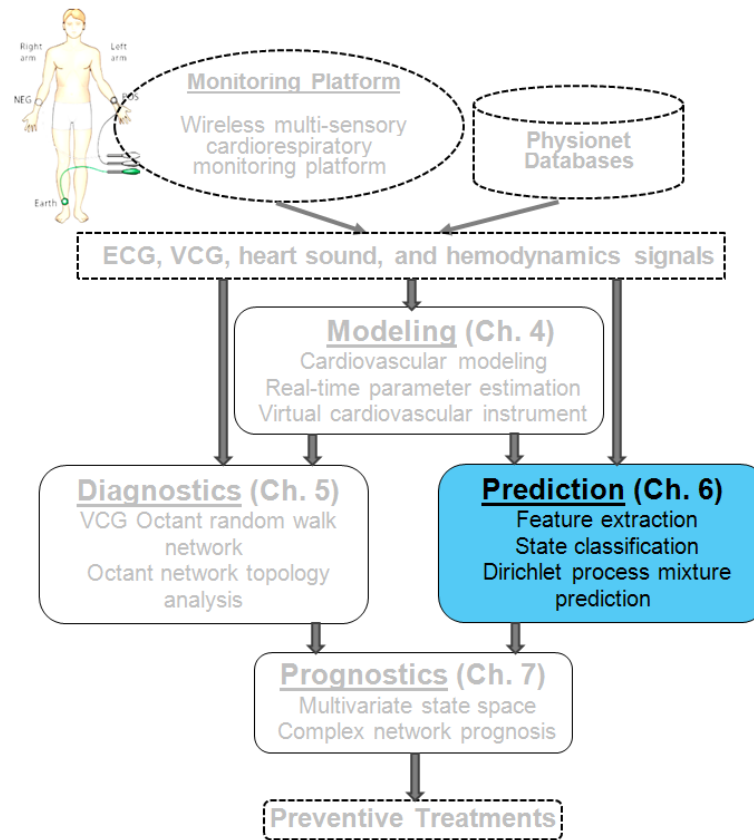 Right
arm
Left
arm
NEG
POS
Earth
Monitoring Platform
Wireless multi-sensory
cardiorespiratory
monitoring platform
Physionet
Databases
ECG, VCG, heart sound, and hemodynamics signals
Modeling (Ch. 4)
Cardiovascular modeling
Real-time parameter estimation
Virtual cardiovascular instrument
Diagnostics (Ch. 5)
VCG Octant random walk
network
Octant network topology
analysis
Prediction (Ch. 6)
Feature extraction
State classification
Dirichlet process mixture
prediction
Prognostics (Ch. 7)
Multivariate state space
Complex network prognosis
Preventive Treatments